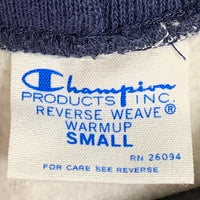 Champion
PRODUCTS INC.
REVERSE WEAVE®
WARMUP
SMALL
RN 26094
FOR CARE SEE REVERSE